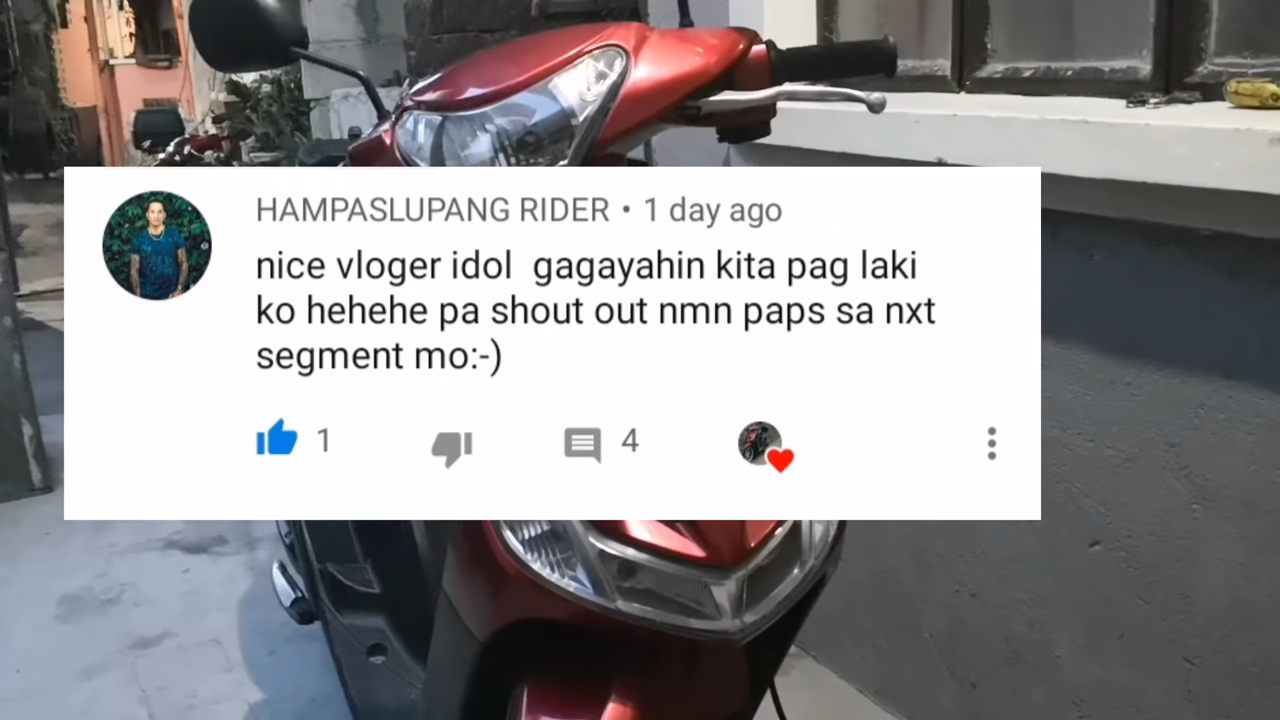 HAMPASLUPANG RIDER • 1 day ago
nice vloger idol gagayahin kita pag laki
ko hehehe pa shout out nmn paps sa nxt
segment mo:-)
1
4